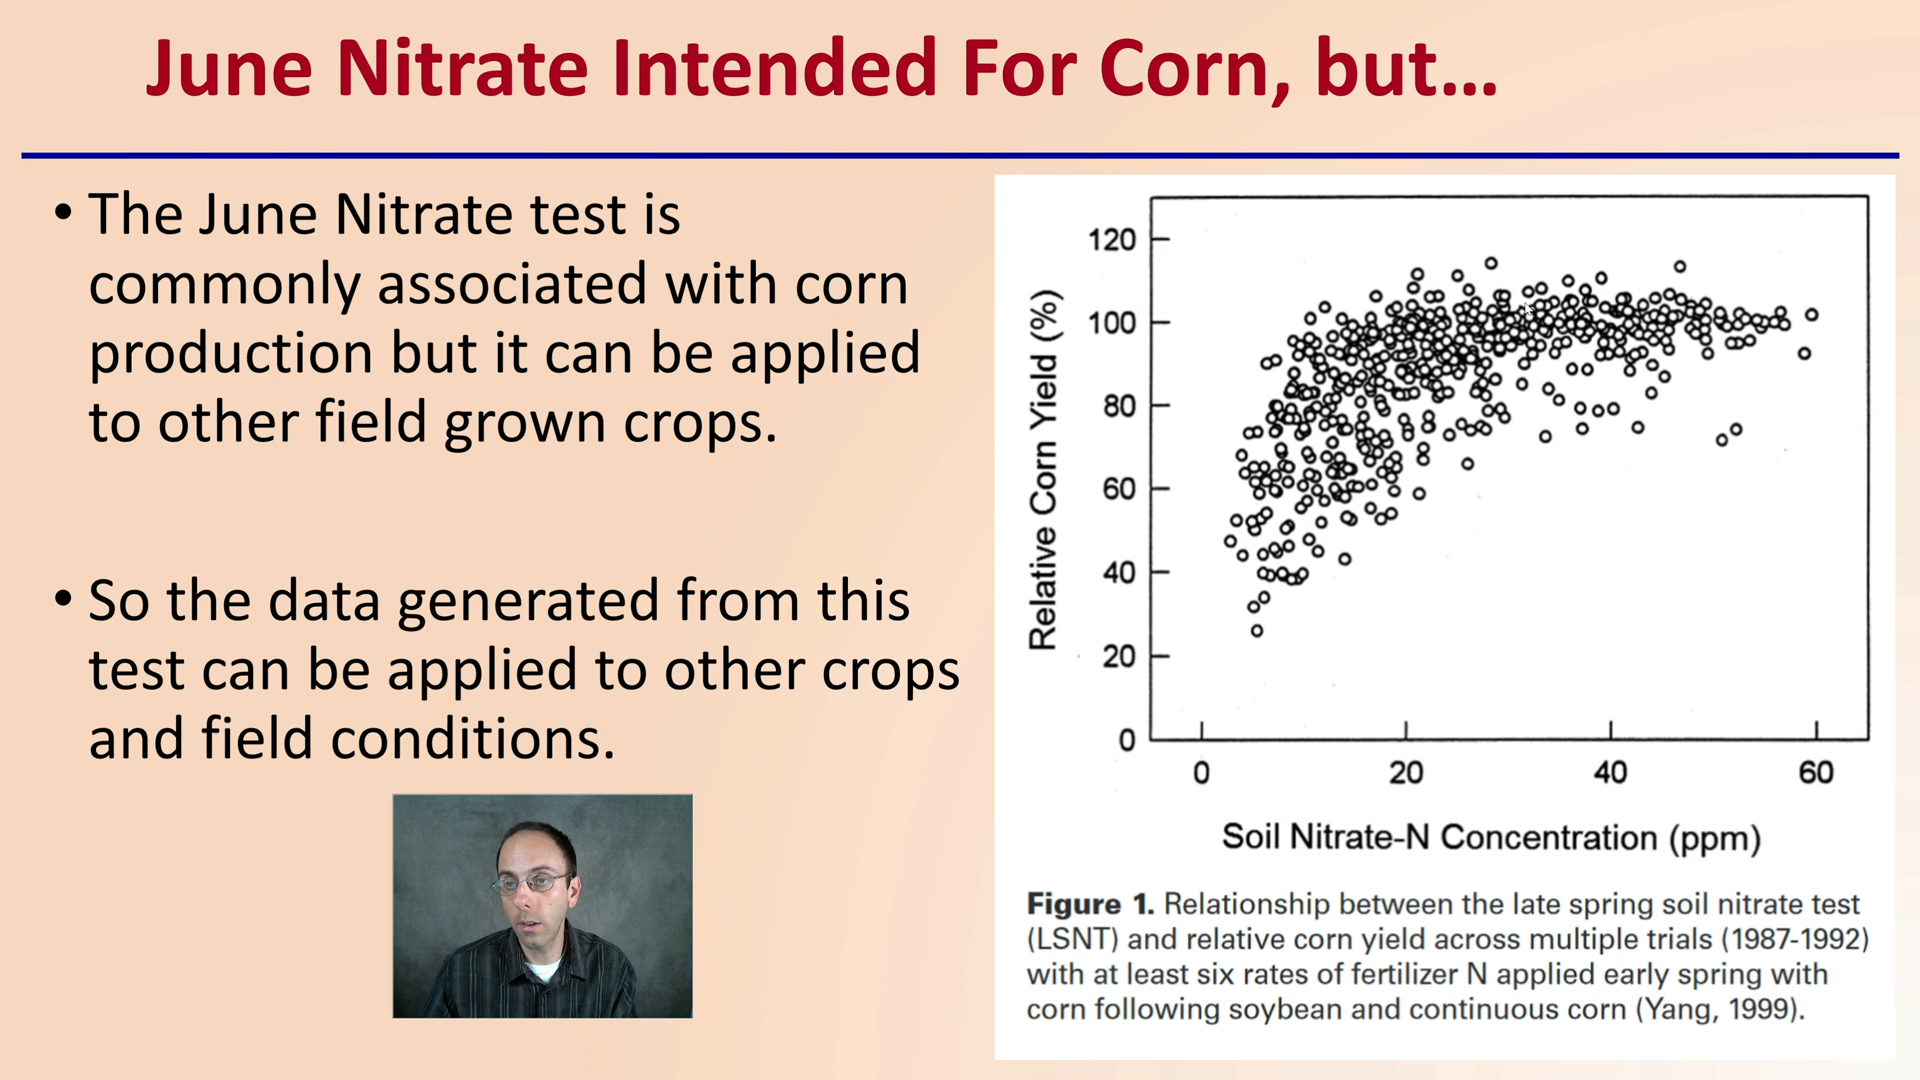 June Nitrate Intended For Corn, but...
• The June Nitrate test is
commonly associated with corn
production but it can be applied
to other field grown crops.
• So the data generated from this
test can be applied to other crops
and field conditions.
Relative Corn Yield (%)
120
100
80
60
40
20
0
0 20 40 60
Soil Nitrate-N Concentration (ppm)
Figure 1. Relationship between the late spring soil nitrate test
(LSNT) and relative corn yield across multiple trials (1987-1992)
with at least six rates of fertilizer N applied early spring with
corn following soybean and continuous corn (Yang, 1999).